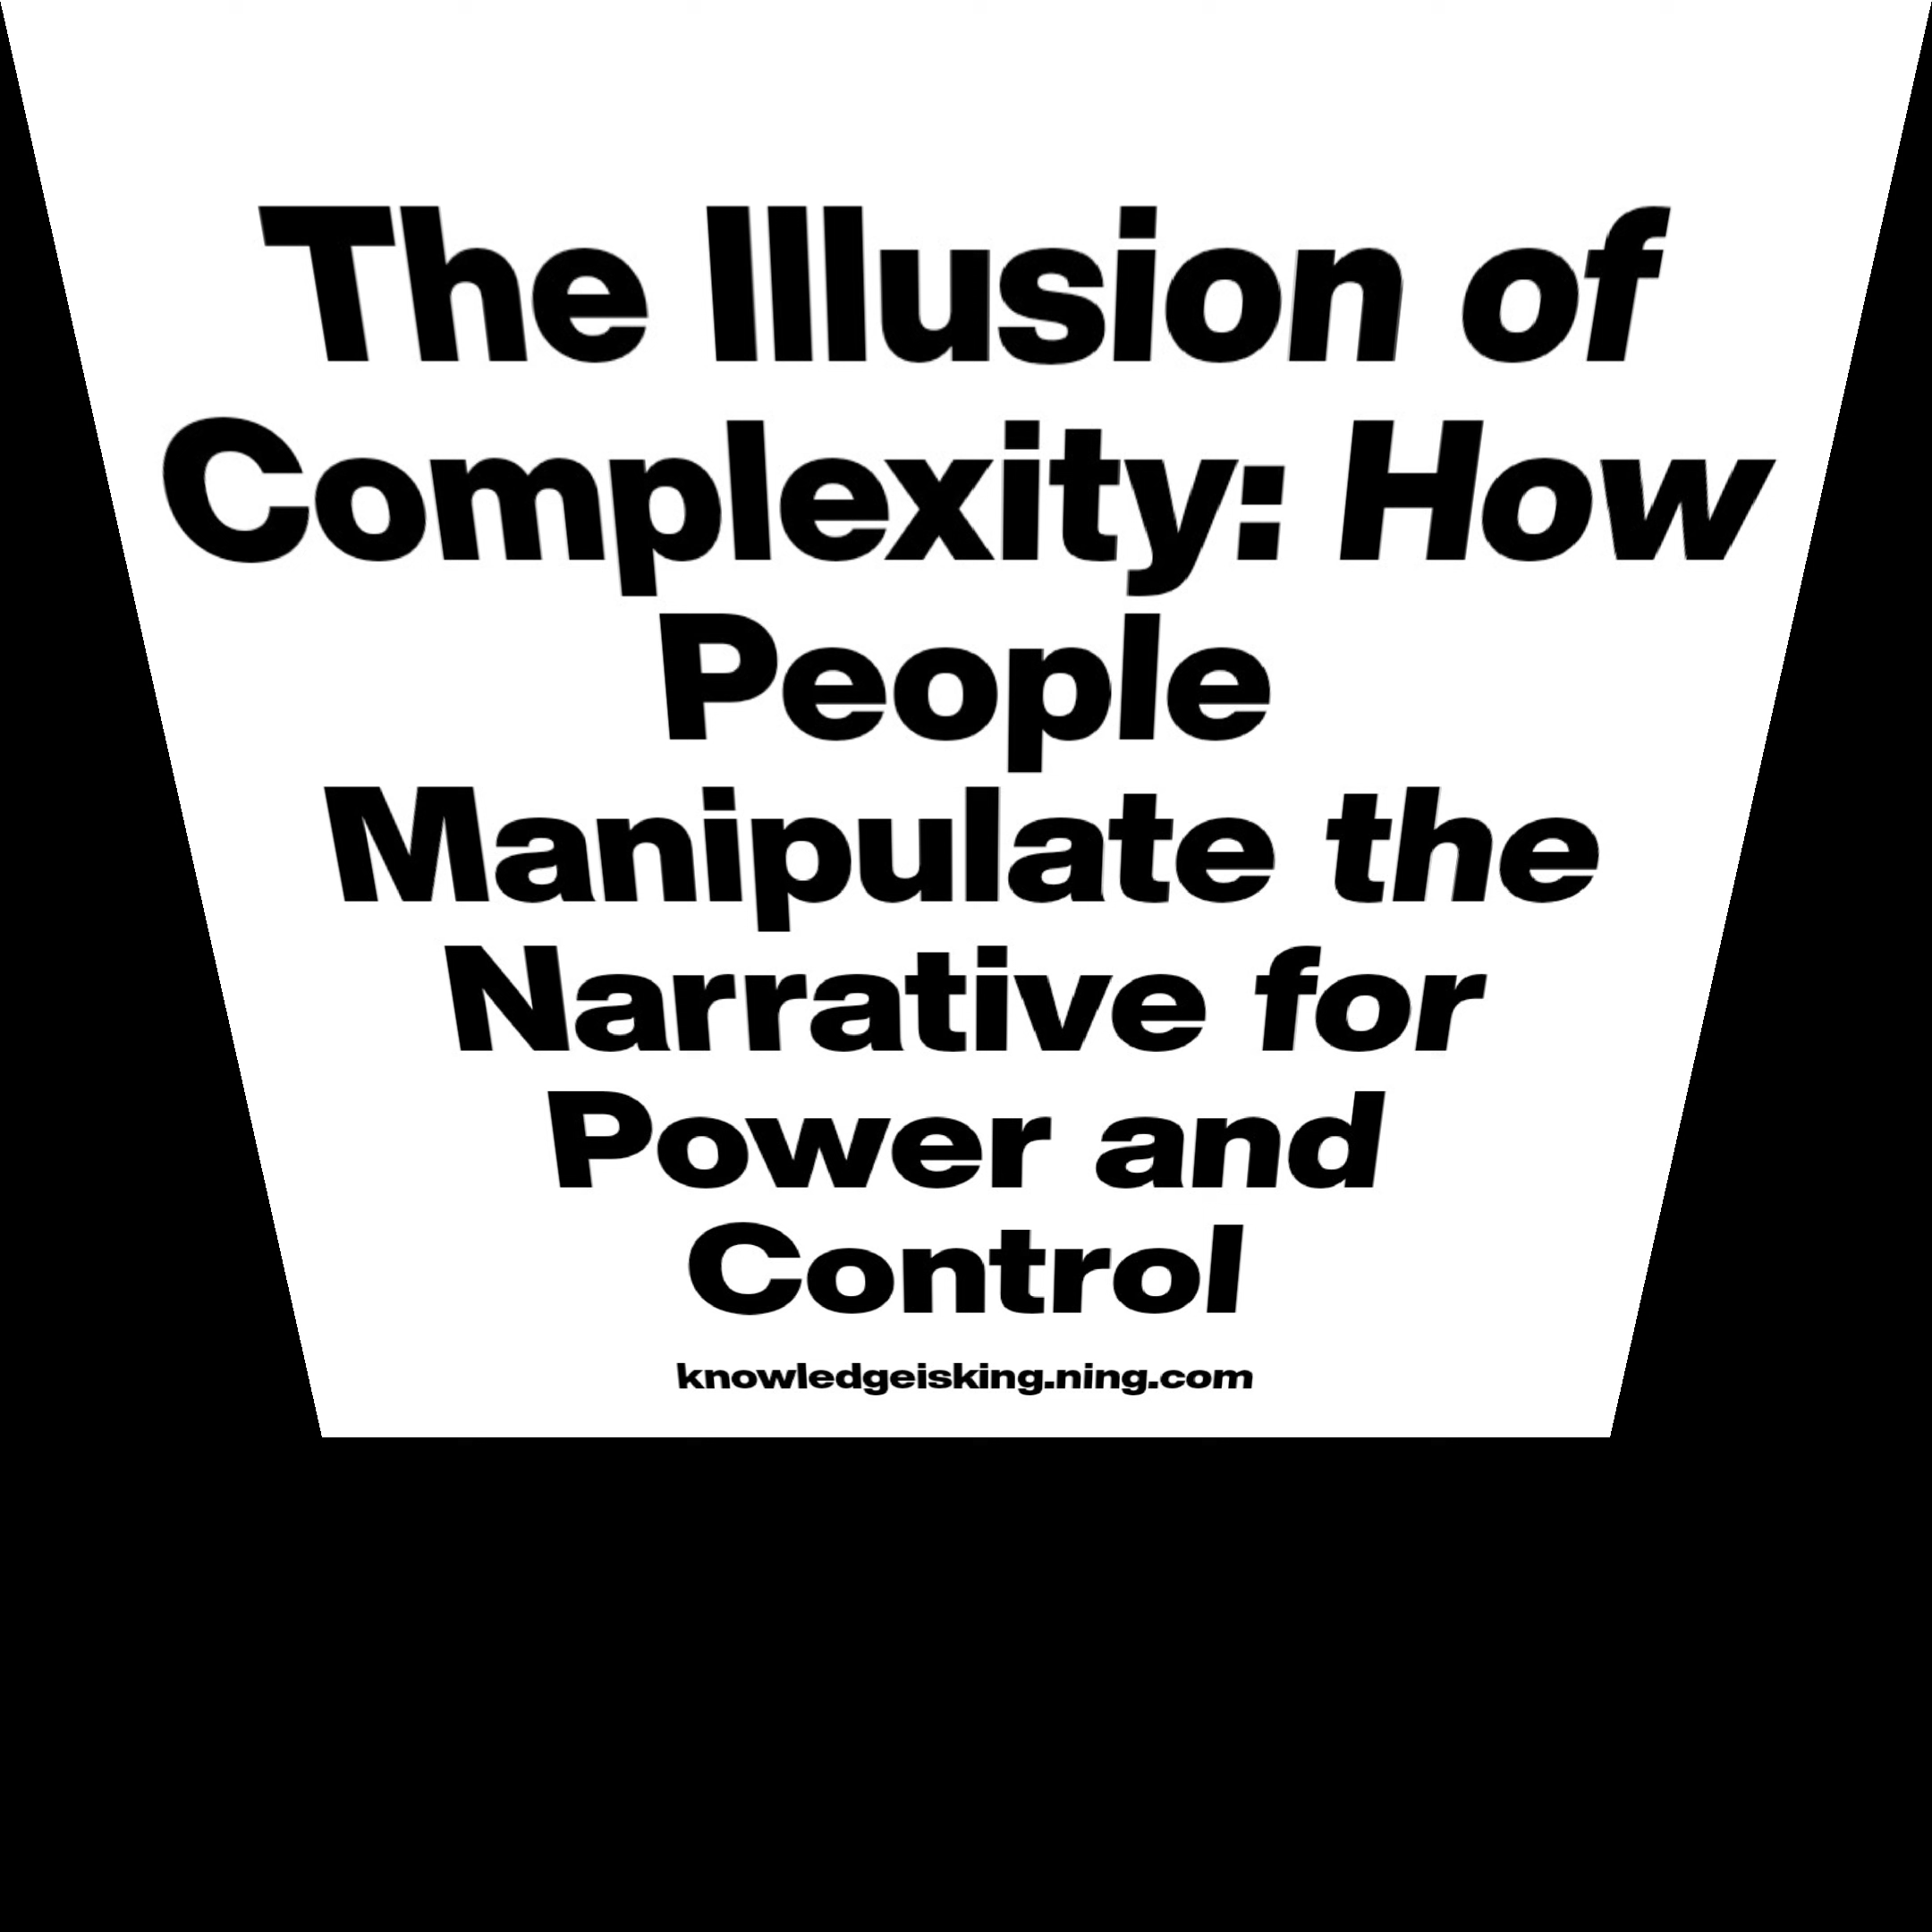 The Illusion of
Complexity: How
People
Manipulate the
Narrative for
Power and
Control
knowledgeisking.ning.com